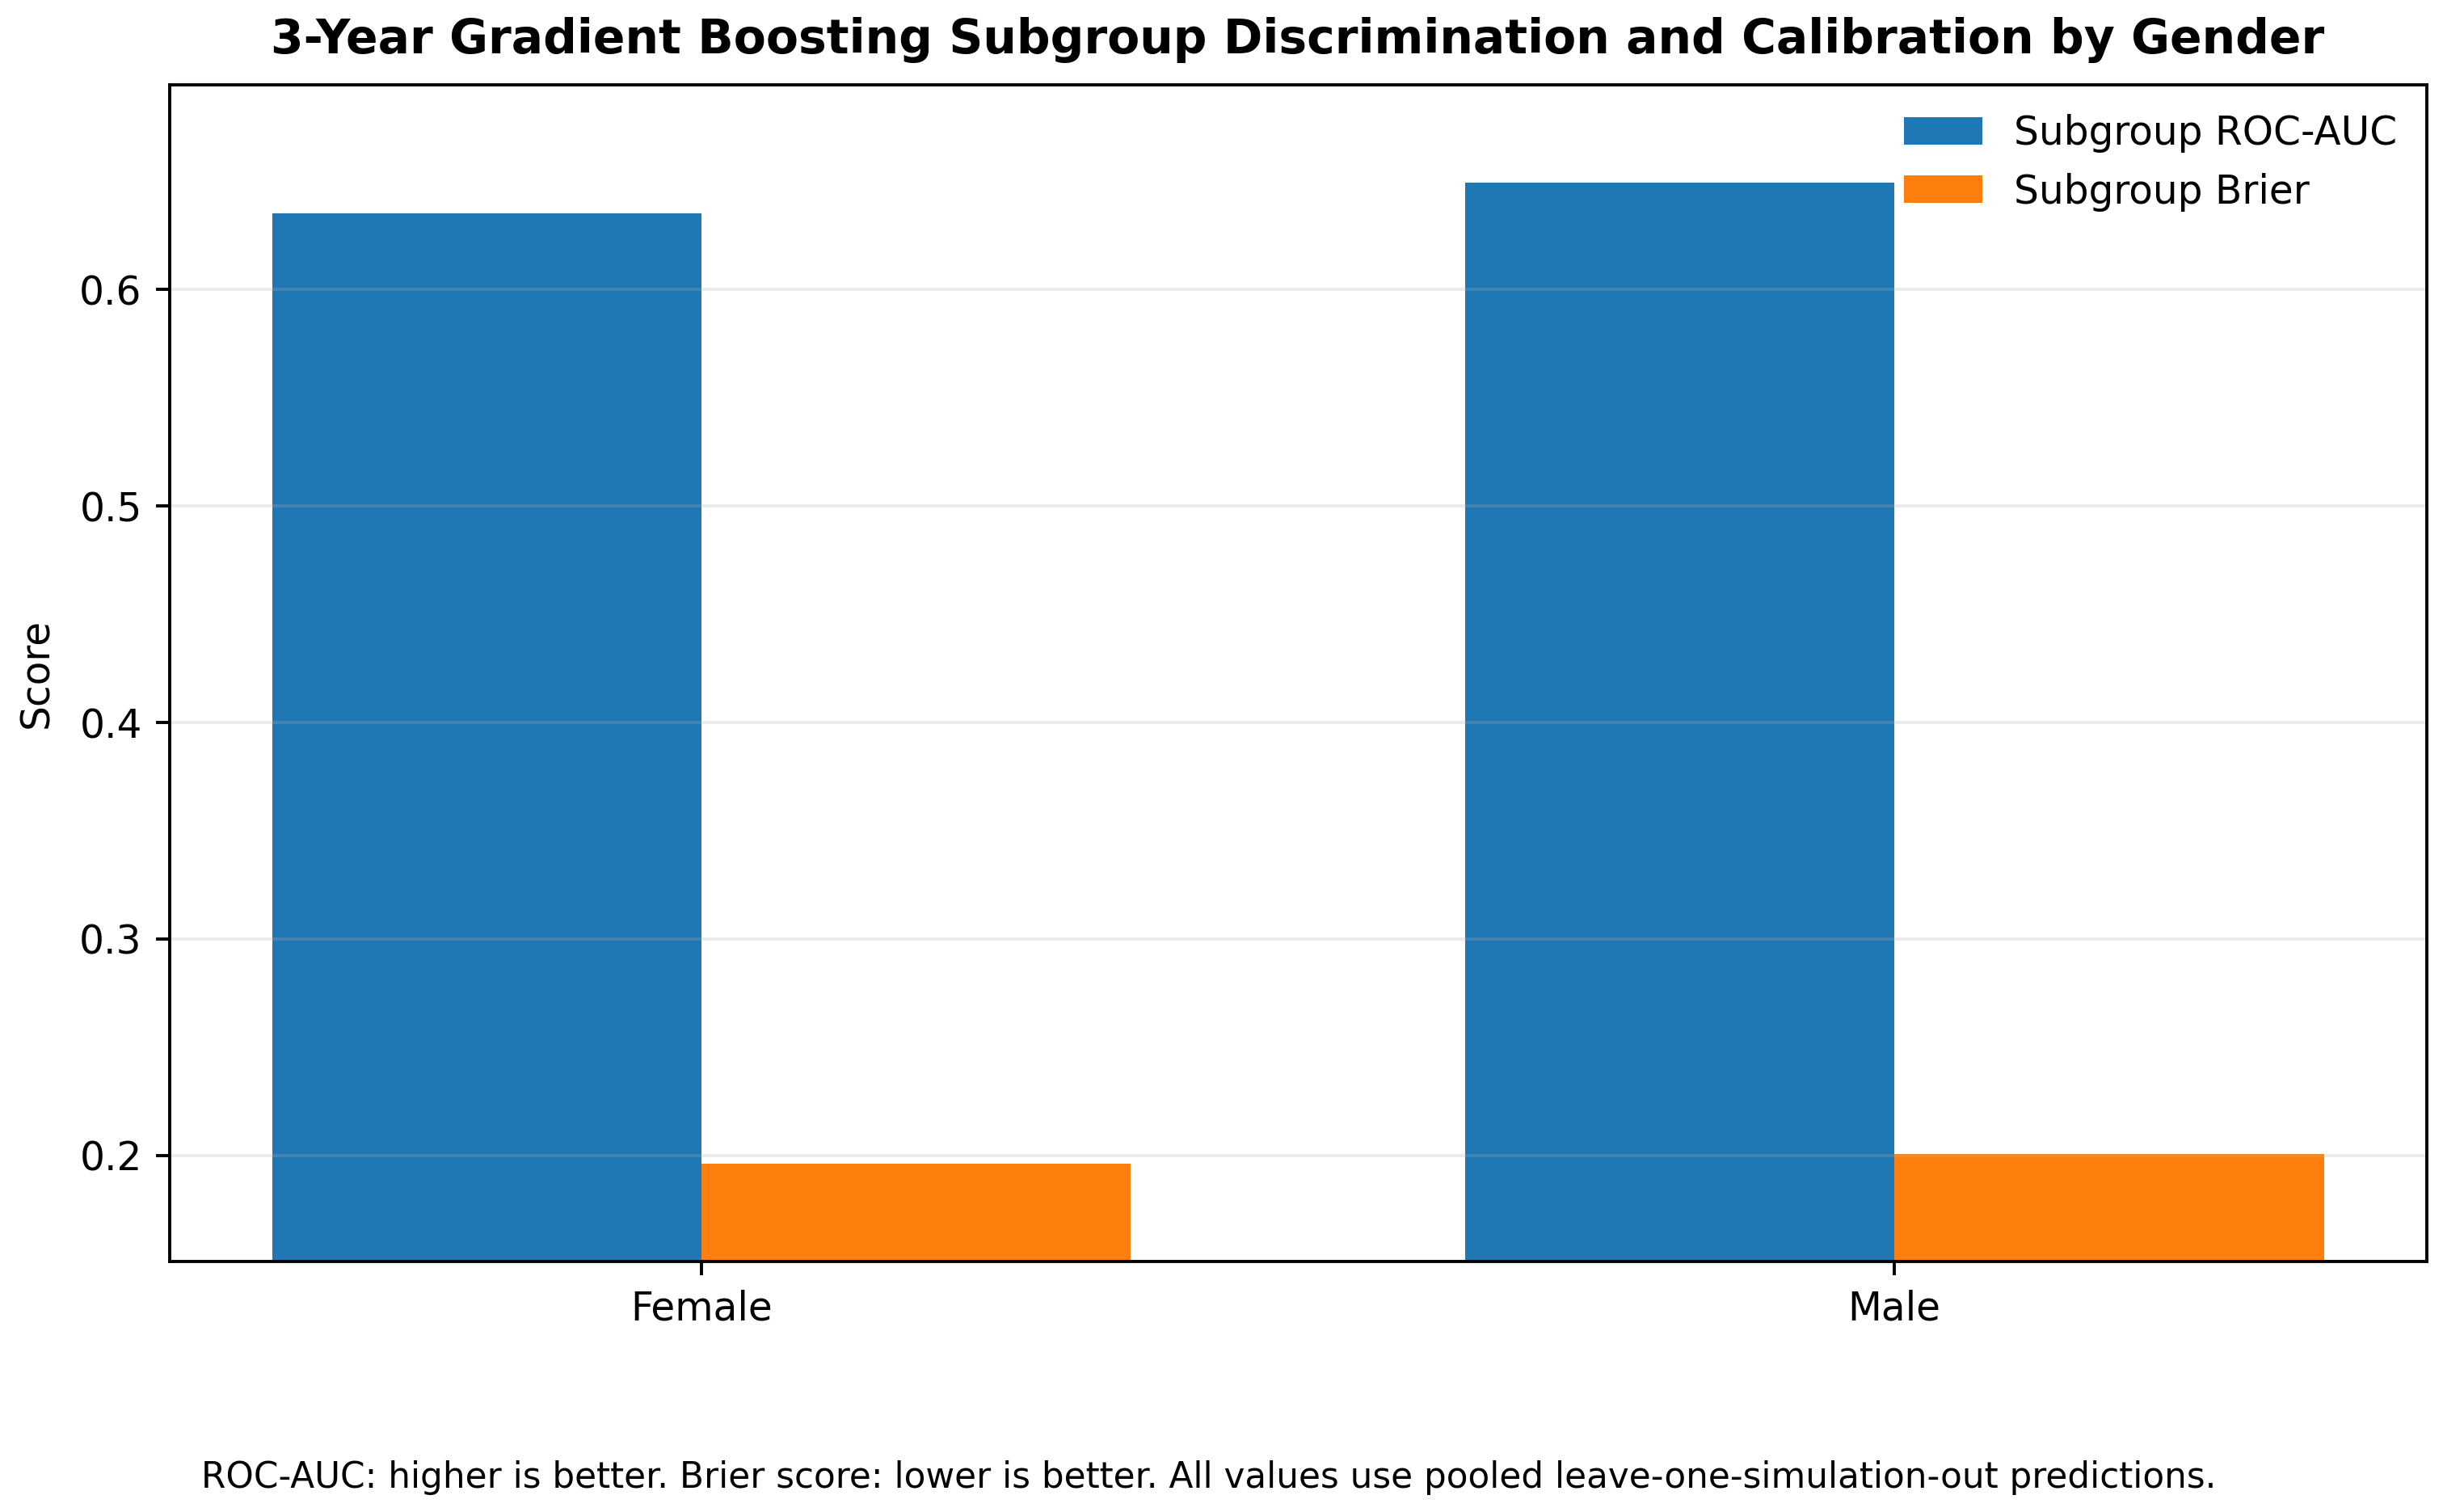 3-Year Gradient Boosting Subgroup Discrimination and Calibration by Gender
Subgroup ROC-AUC
Subgroup Brier
0.6
0.5
0.4
0.3
0.2
Score
Female
Male
ROC-AUC: higher is better. Brier score: lower is better. All values use pooled leave-one-simulation-out predictions.